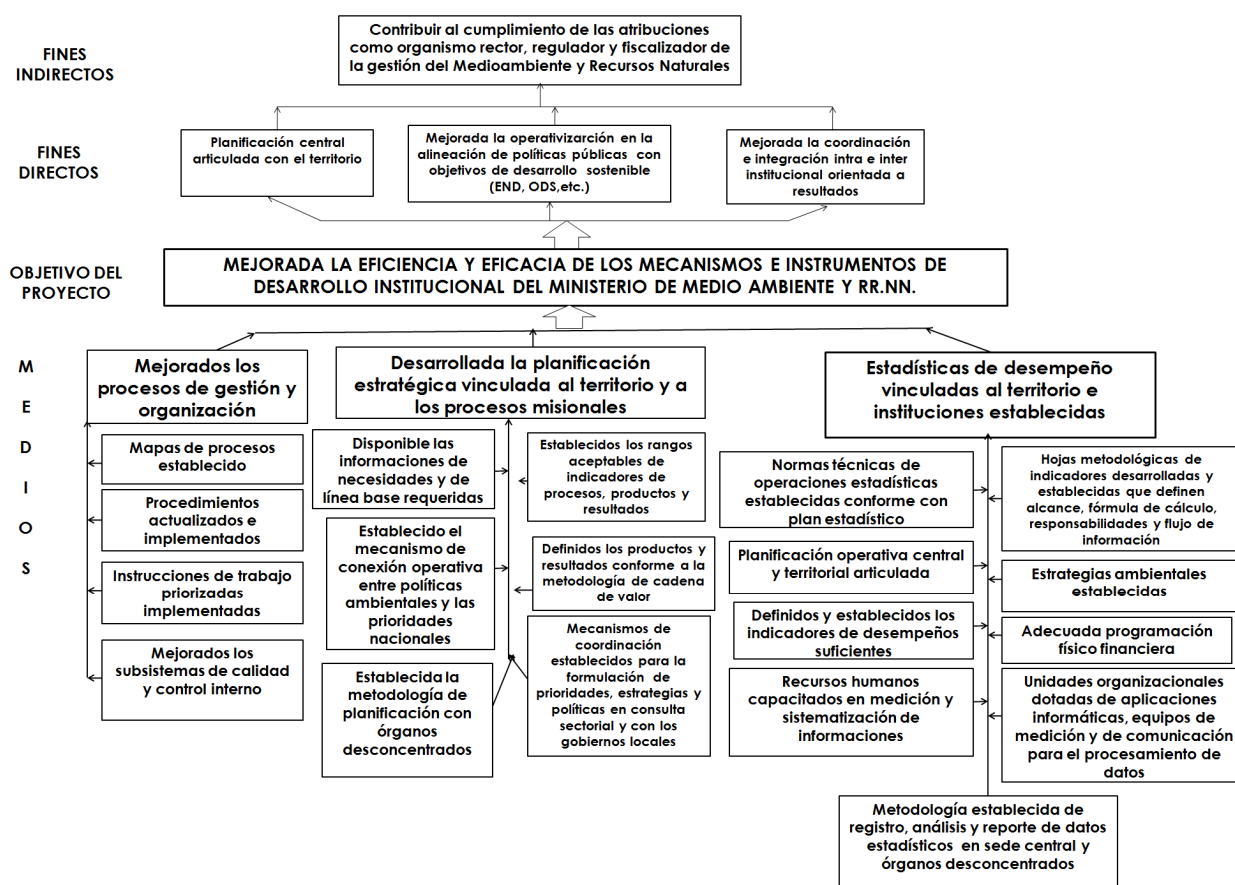 FINES
INDIRECTOS
Contribuir al cumplimiento de las atribuciones
como organismo rector, regulador y fiscalizador de
la gestión del Medioambiente y Recursos Naturales
FINES
DIRECTOS
Planificación central
articulada con el territorio
Mejorada la operativizarción en la
alineación de políticas públicas con
objetivos de desarrollo sostenible
(END, ODS,etc.)
Mejorada la coordinación
e integración intra e inter
institucional orientada a
resultados
OBJETIVO DEL
PROYECTO
MEJORADA LA EFICIENCIA Y EFICACIA DE LOS MECANISMOS E INSTRUMENTOS DE
DESARROLLO INSTITUCIONAL DEL MINISTERIO DE MEDIO AMBIENTE Y RR.NN.
M
E
D
I
O
S
Mejorados los
procesos de gestión y
organización
Mapas de procesos
establecido
Procedimientos
actualizados e
implementados
Instrucciones de trabajo
priorizadas
implementadas
Mejorados los
subsistemas de calidad
y control interno
Desarrollada la planificación
estratégica vinculada al territorio y a
los procesos misionales
Disponible las
informaciones de
necesidades y de
línea base requeridas
Establecido el
mecanismo de
conexión operativa
entre políticas
ambientales y las
prioridades
nacionales
Establecida la
metodología de
planificación con
órganos
desconcentrados
Establecidos los rangos
aceptables de
indicadores de
procesos, productos y
resultados
Definidos los productos y
resultados conforme a la
metodología de cadena
de valor
Mecanismos de
coordinación
establecidos para la
formulación de
prioridades, estrategias y
políticas en consulta
sectorial y con los
gobiernos locales
Estadísticas de desempeño
vinculadas al territorio e
instituciones establecidas
Normas técnicas de
operaciones estadísticas
establecidas conforme con
plan estadístico
Planificación operativa central
y territorial articulada
Definidos y establecidos los
indicadores de desempeños
suficientes
Recursos humanos
capacitados en medición y
sistematización de
informaciones
Hojas metodológicas de
indicadores desarrolladas y
establecidas que definen
alcance, fórmula de cálculo,
responsabilidades y flujo de
información
Estrategias ambientales
establecidas
Adecuada programación
físico financiera
Unidades organizacionales
dotadas de aplicaciones
informáticas, equipos de
medición y de comunicación
para el procesamiento de
datos
Metodología establecida de
registro, análisis y reporte de datos
estadísticos en sede central y
órganos desconcentrados